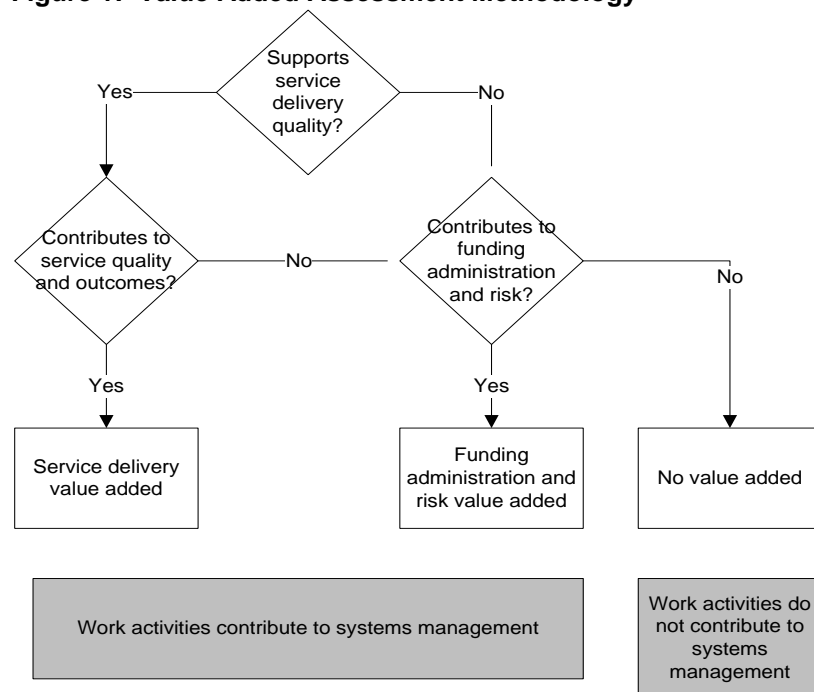 Supports
service
delivery
quality?
Yes
No
Contributes to
service quality
and outcomes?
No
Contributes to
funding
administration
and risk?
No
Yes
Yes
Service delivery
value added
Funding
administration and
risk value added
No value added
Work activities contribute to systems management
Work activities do
not contribute to
systems
management